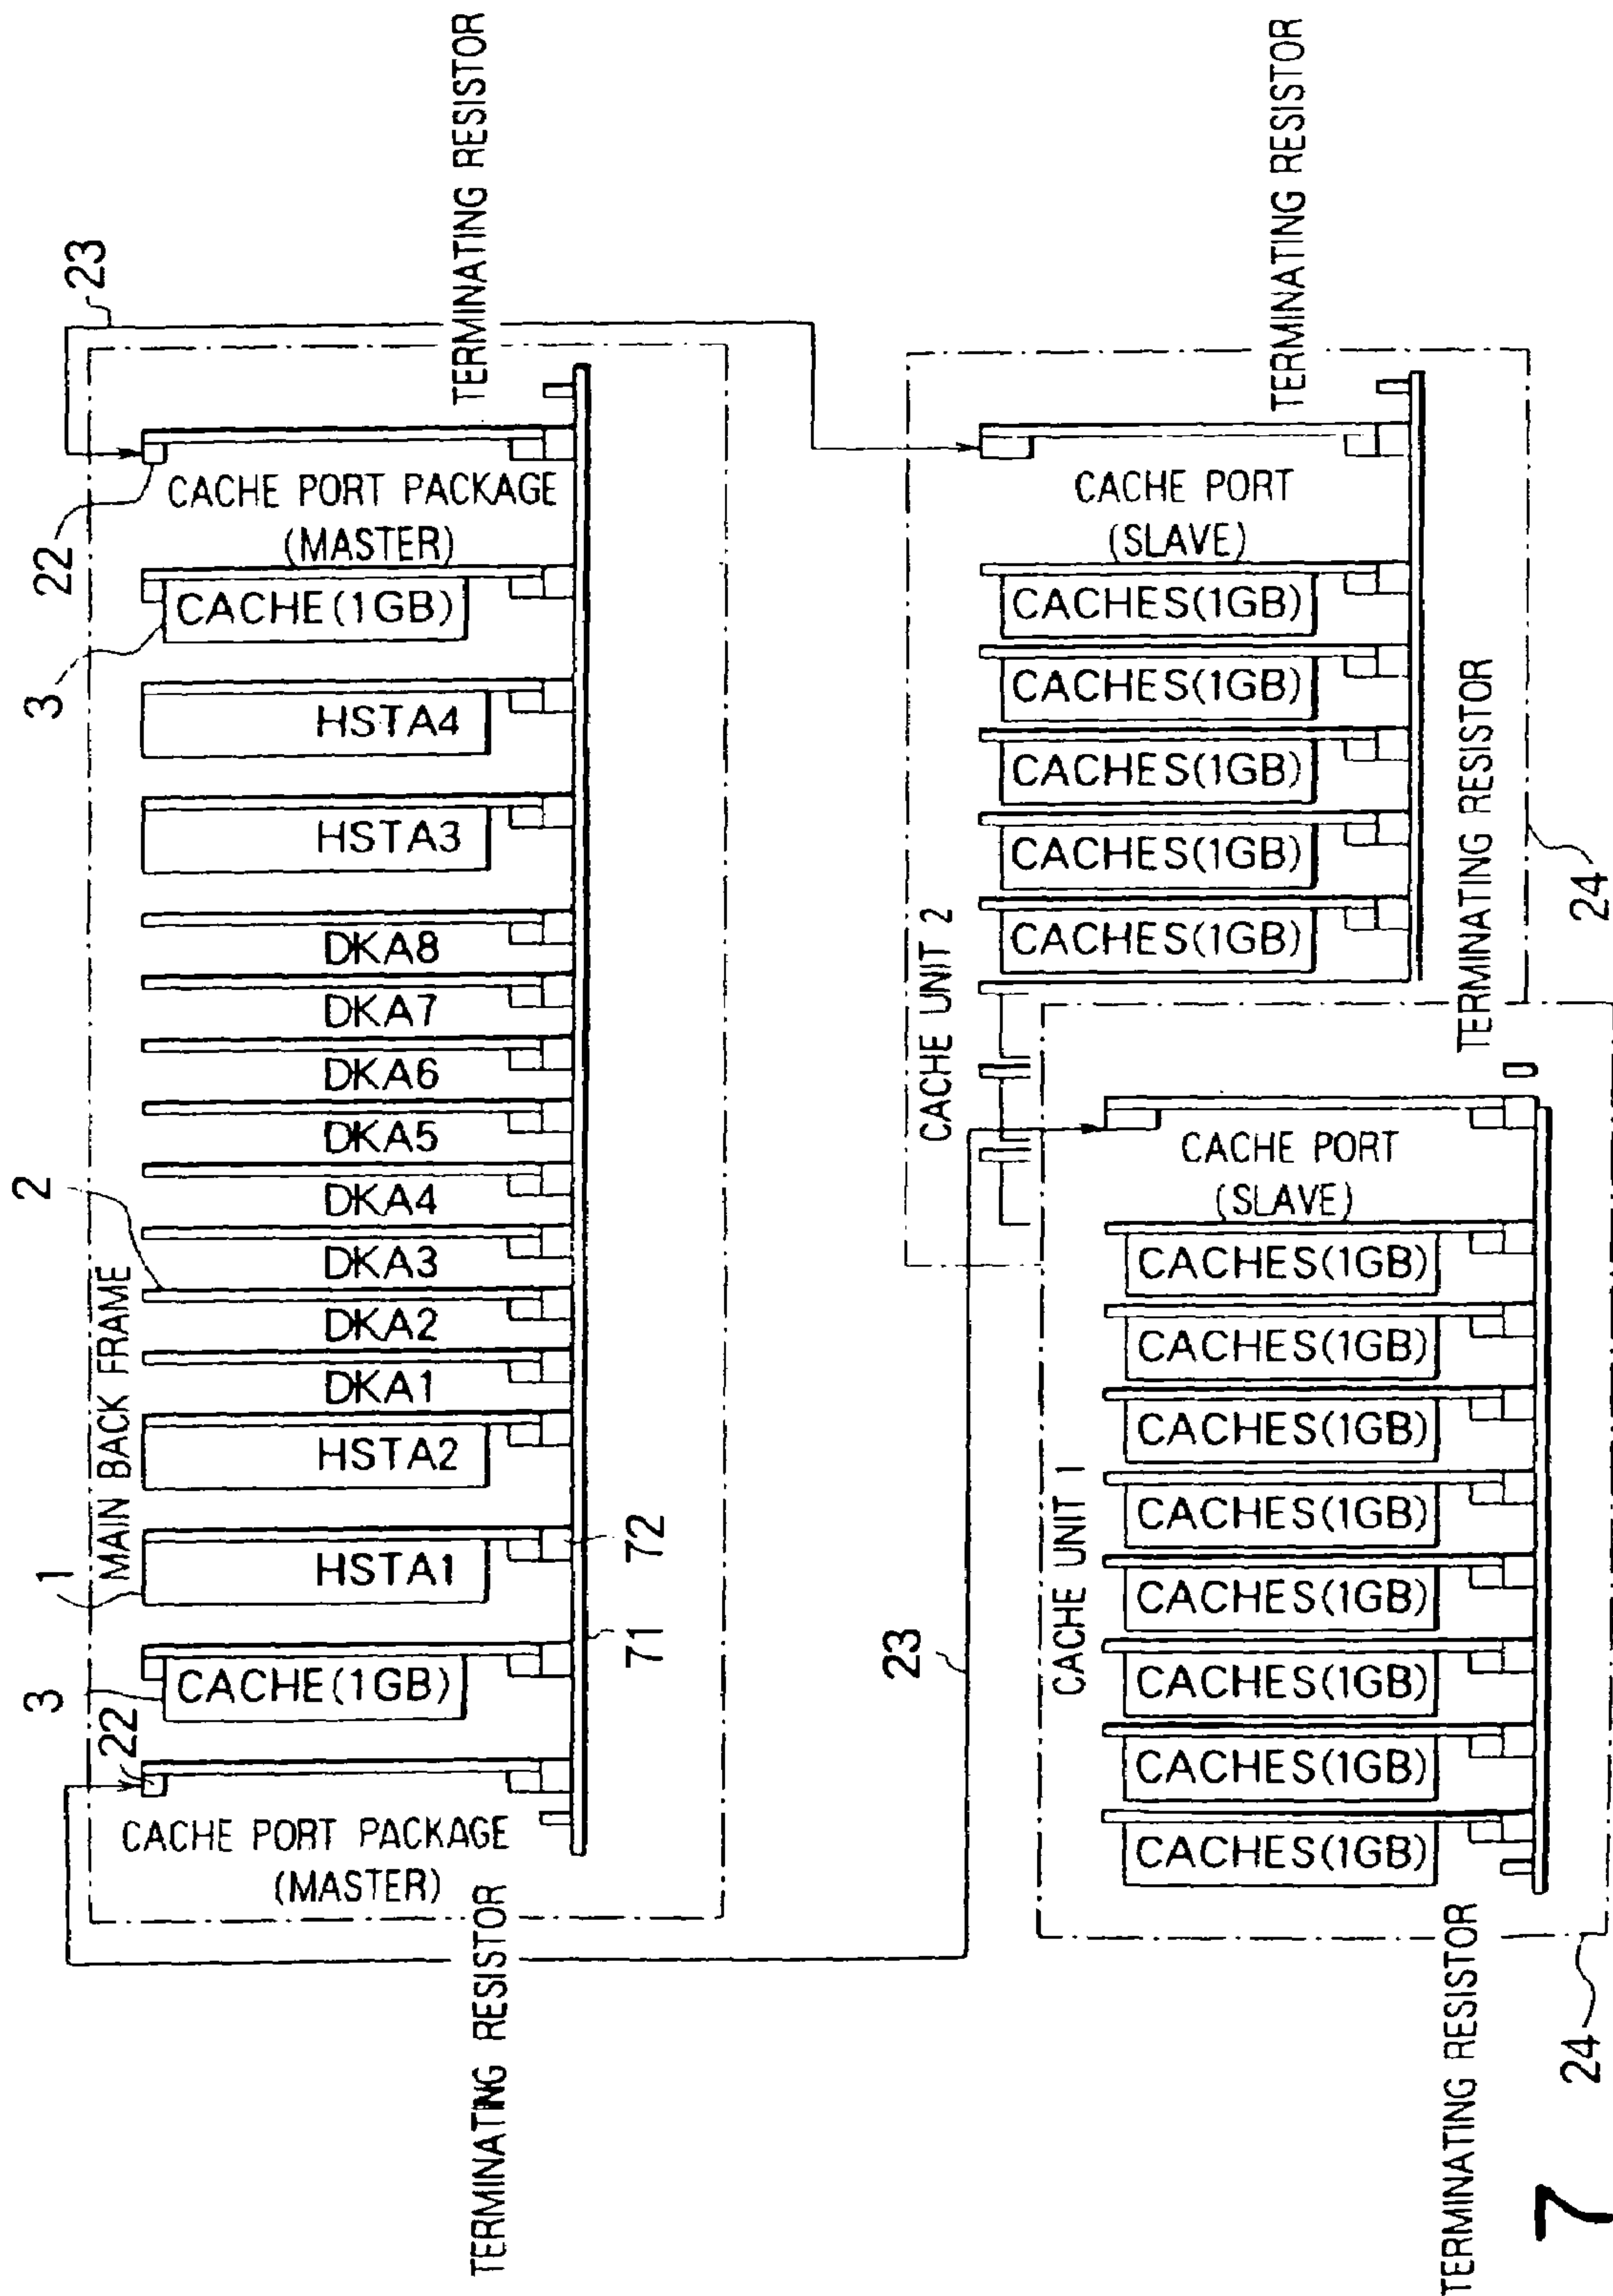 23
22
3
TERMINATING RESISTOR
CACHE PORT PACKAGE
(MASTER)
CACHE(1GB)
HSTA4
HSTA3
DKA8
DKA7
DKA6
DKA5
DKA4
DKA3
DKA2
DKA1
HSTA2
HSTA1
CACHE(1GB)
CACHE PORT PACKAGE
(MASTER)
2
MAIN BACK FRAME
1
3
22
72
71
TERMINATING RESISTOR
TERMINATING RESISTOR
CACHE PORT
(SLAVE)
CACHES(1GB)
CACHES(1GB)
CACHES(1GB)
CACHES(1GB)
CACHES(1GB)
CACHE UNIT 2
TERMINATING RESISTOR
24
23
CACHE PORT
(SLAVE)
CACHES(1GB)
CACHES(1GB)
CACHES(1GB)
CACHES(1GB)
CACHES(1GB)
CACHES(1GB)
CACHES(1GB)
CACHES(1GB)
CACHE UNIT 1
TERMINATING RESISTOR
24
7